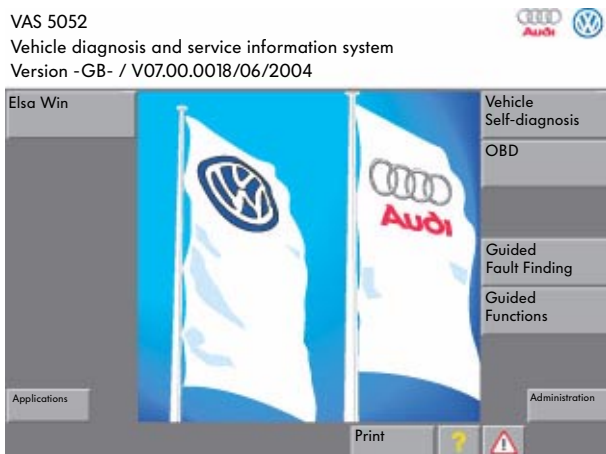 VAS 5052
Vehicle diagnosis and service information system
Version -GB- / V07.00.0018/06/2004
Audi
Elsa Win
Audi
Vehicle
Self-diagnosis
OBD
Guided
Fault Finding
Guided
Functions
Applications
Administration
Print
?